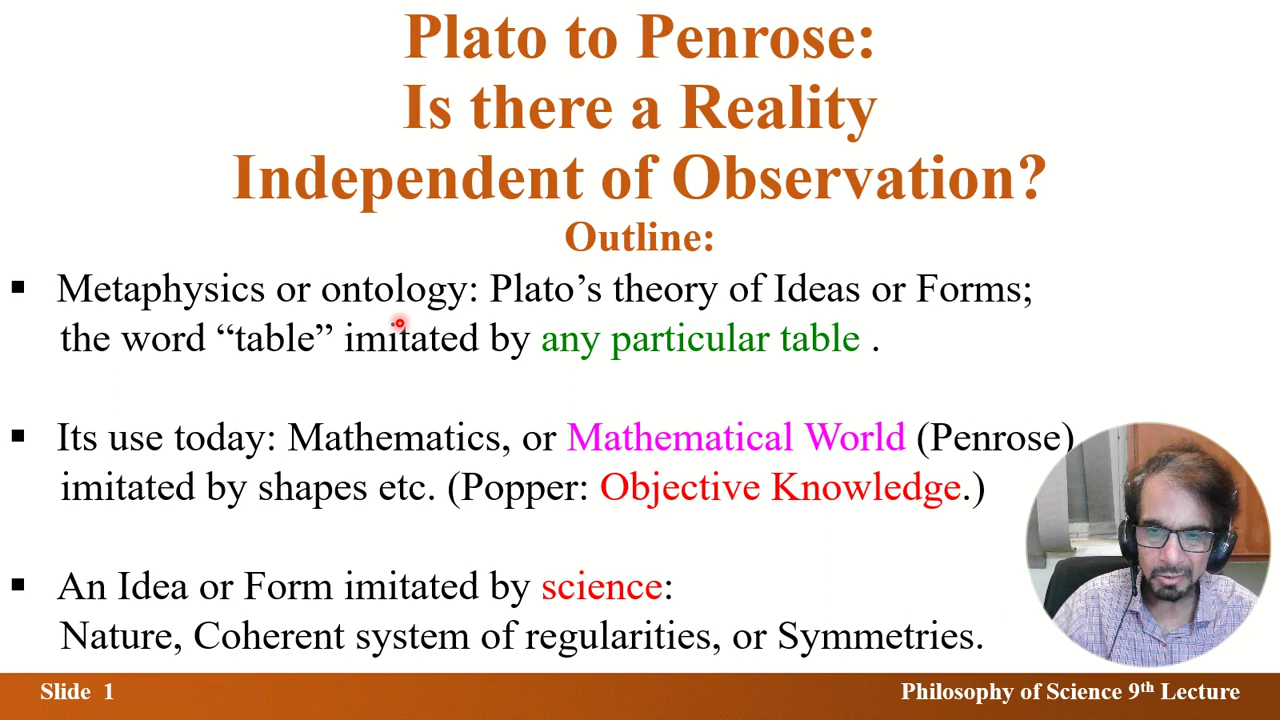 Plato to Penrose:
Is there a Reality
Independent of Observation?
Outline:
▪ Metaphysics or ontology: Plato’s theory of Ideas or Forms;
the word “table” imitated by any particular table .
▪ Its use today: Mathematics, or Mathematical World (Penrose)
imitated by shapes etc. (Popper: Objective Knowledge.)
▪ An Idea or Form imitated by science:
Nature, Coherent system of regularities, or Symmetries.
Slide 1
Philosophy of Science 9th Lecture